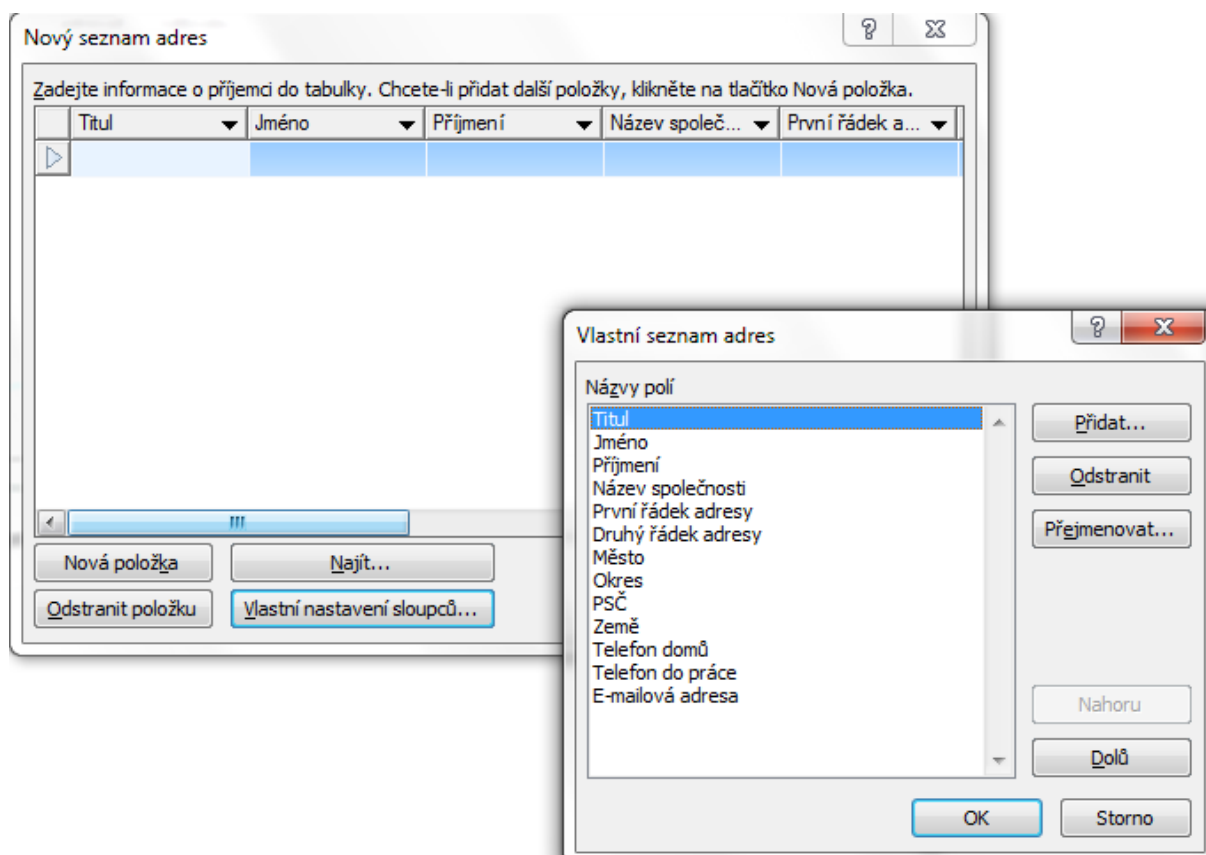 Nový seznam adres
Zadejte informace o příjemci do tabulky. Chcete-li přidat další položky, klikněte na tlačítko Nová položka.
Titul Jméno Příjmení Název společ... První řádek a...
Nová položka Najít...
Odstranit položku Vlastní nastavení sloupců...
Vlastní seznam adres
Názvy polí
Titul
Jméno
Příjmení
Název společnosti
První řádek adresy
Druhý řádek adresy
Město
Okres
PSČ
Země
Telefon domů
Telefon do práce
E-mailová adresa
Přidat...
Odstranit
Přejmenovat...
Nahoru
Dolů
OK Storno